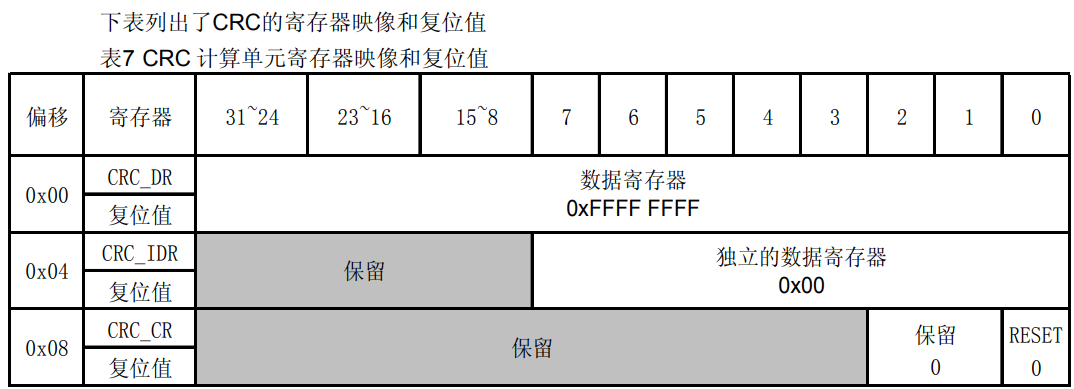 下表列出了CRC的寄存器映像和复位值
表7 CRC 计算单元寄存器映像和复位值
偏移 寄存器 31~24 23~16 15~8 7 6 5 4 3 2 1 0
0x00 CRC_DR 数据寄存器
复位值 0xFFFF FFFF
0x04 CRC_IDR 保留 独立的数据寄存器
复位值 0x00
0x08 CRC_CR 保留 保留 RESET
复位值 0 0